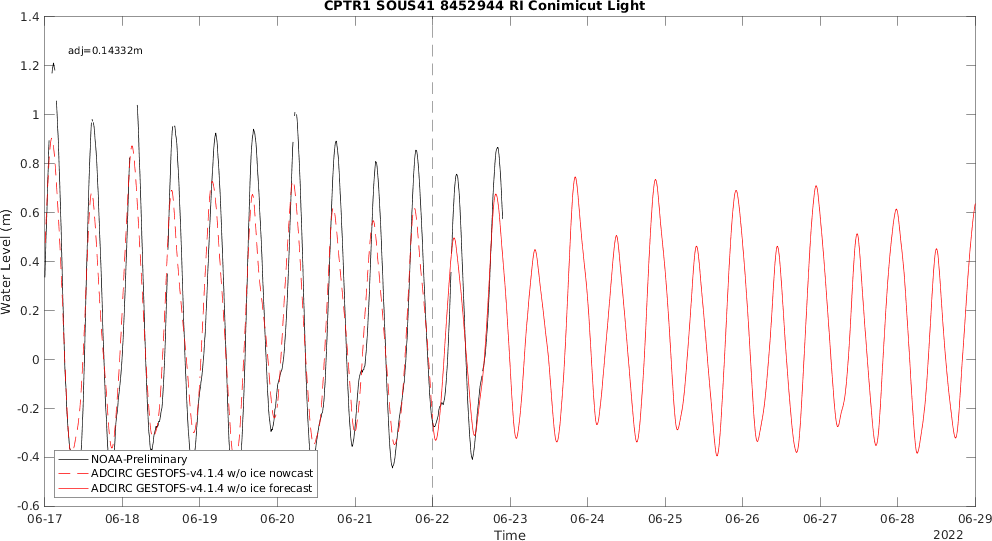 CPTR1 SOUS41 8452944 RI Conimicut Light
adj=0.14332m
1.4
1.2
1
0.8
0.6
0.4
0.2
0
-0.2
-0.4
-0.6
Water Level (m)
NOAA-Preliminary
ADCIRC GESTOFS-v4.1.4 w/o ice nowcast
ADCIRC GESTOFS-v4.1.4 w/o ice forecast
06-17 06-18 06-19 06-20 06-21 06-22 06-23 06-24 06-25 06-26 06-27 06-28 06-29
Time
2022